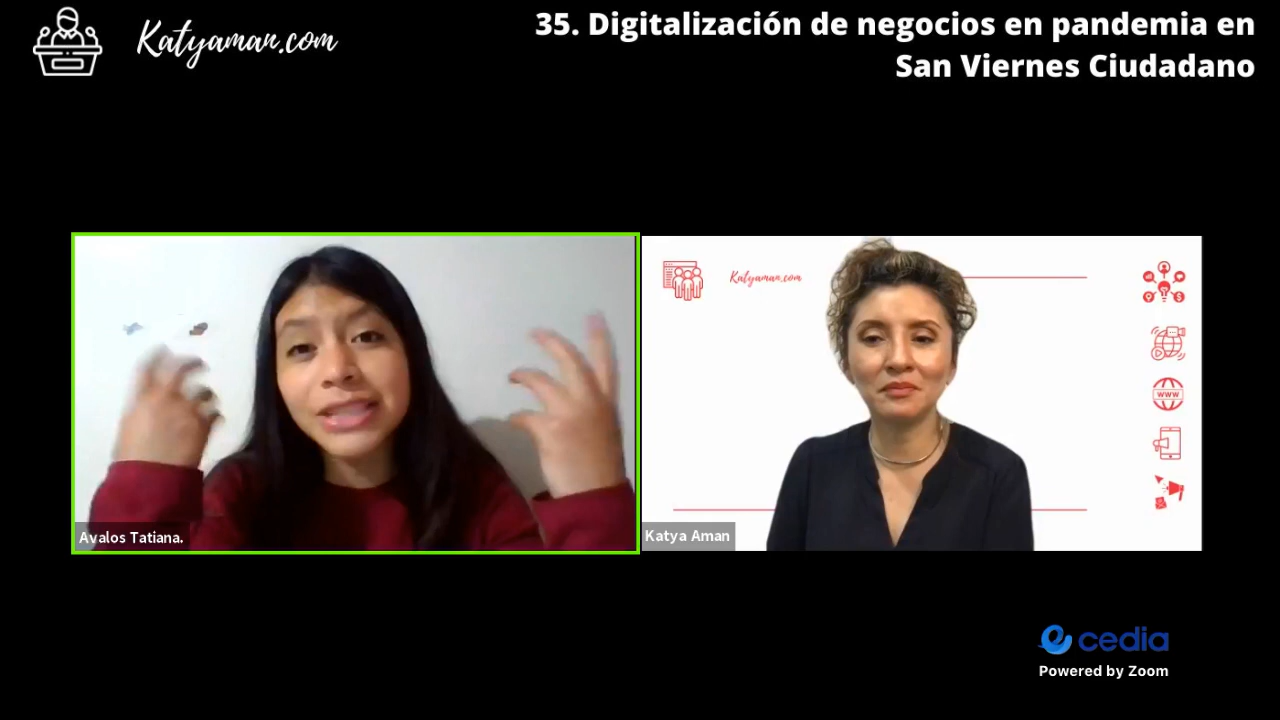 Katyaman.com
35. Digitalización de negocios en pandemia en
San Viernes Ciudadano
Katyaman.com
WWW
Avalos Tatiana.
Katya Aman
cedia
Powered by Zoom